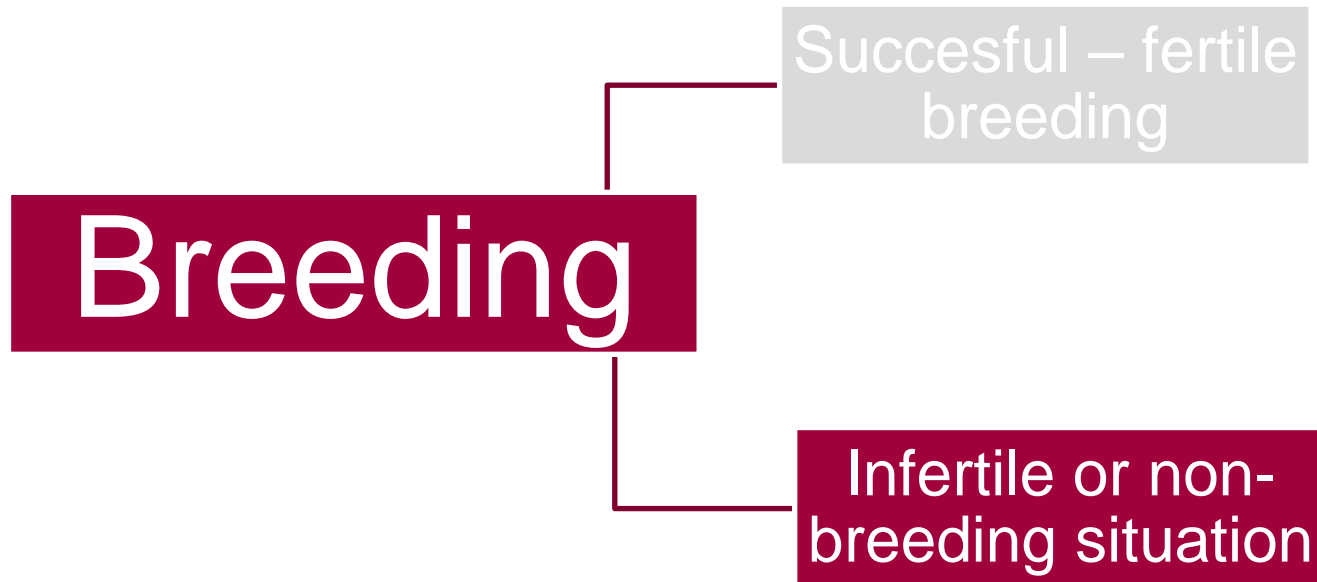 Succesful – fertile
breeding
Breeding
Infertile or non-
breeding situation